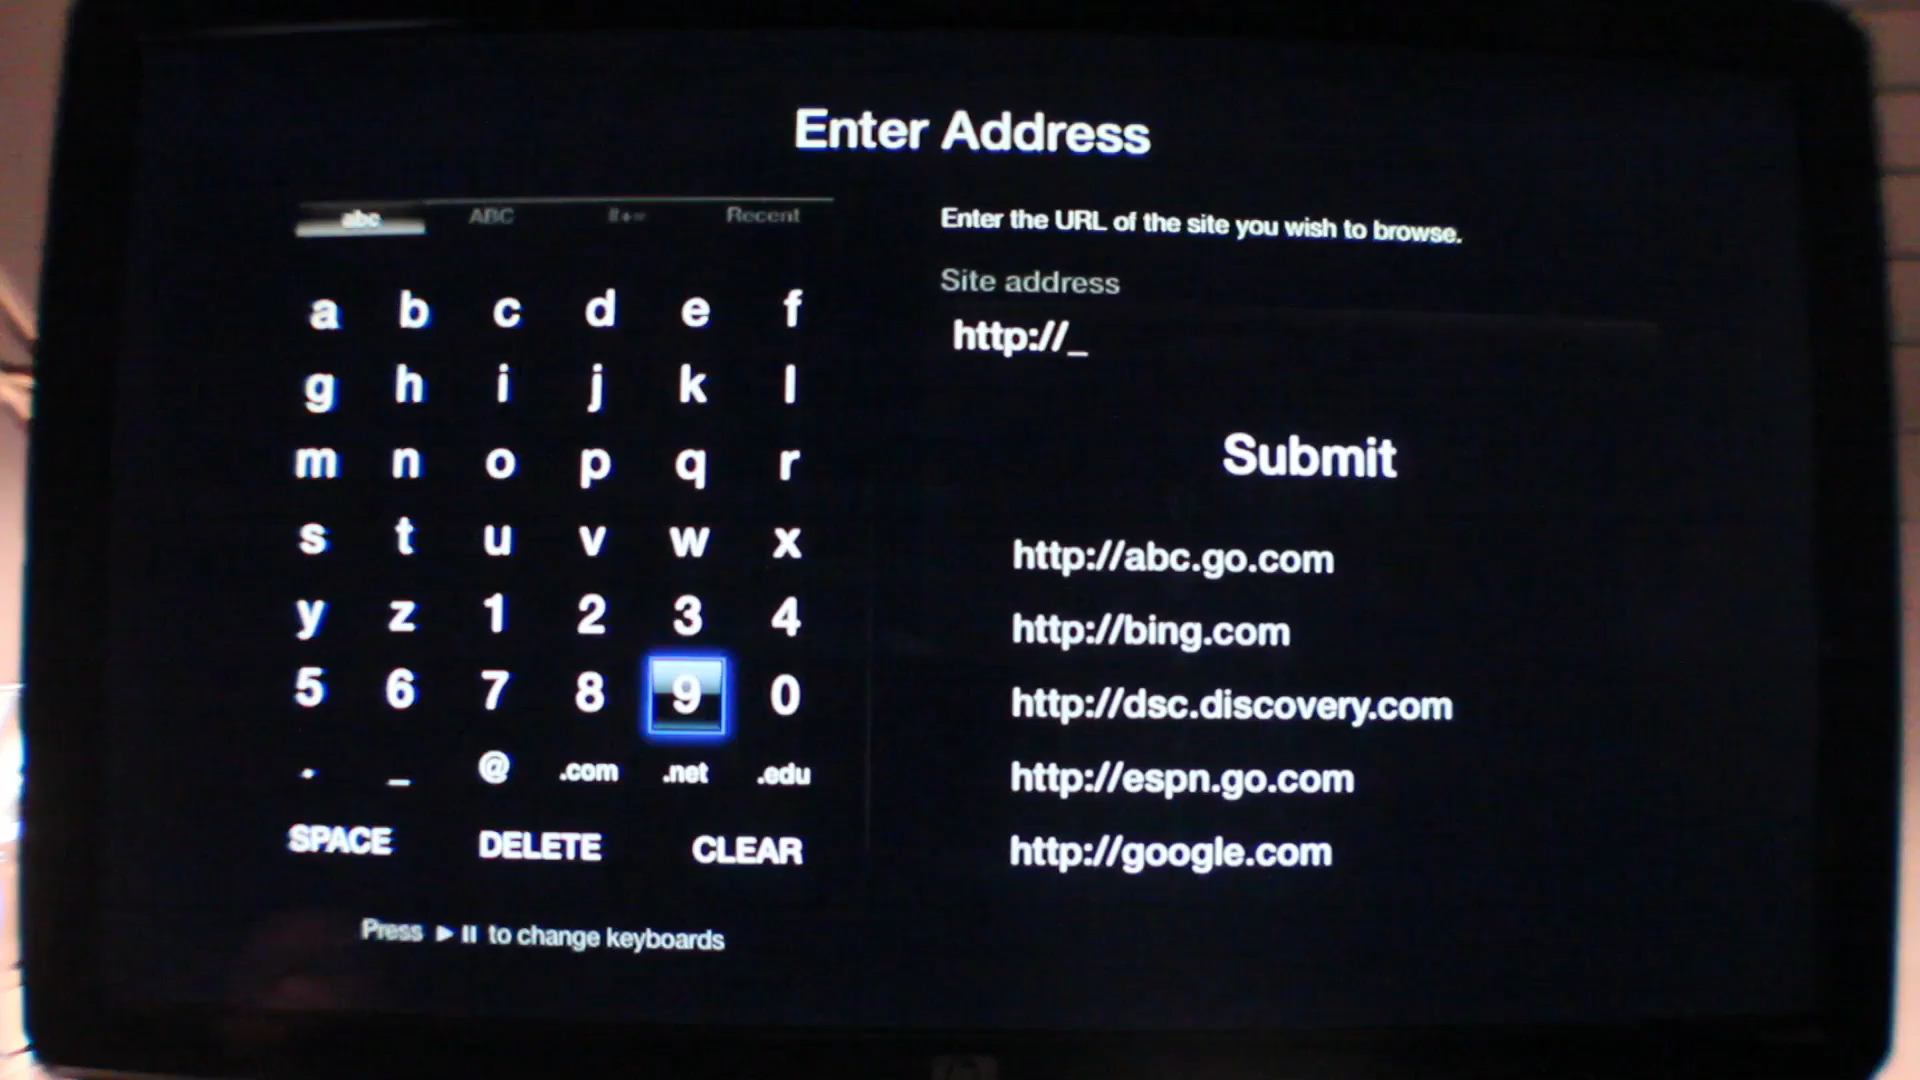 Enter Address
abc ABC #+= Recent
a b c d e f
g h i j k l
m n o p q r
s t u v w x
y z 1 2 3 4
5 6 7 8 9 0
- _ @ .com .net .edu
SPACE DELETE CLEAR
Press ▶ II to change keyboards
Enter the URL of the site you wish to browse.
Site address
http://_
Submit
http://abc.go.com
http://bing.com
http://dsc.discovery.com
http://espn.go.com
http://google.com